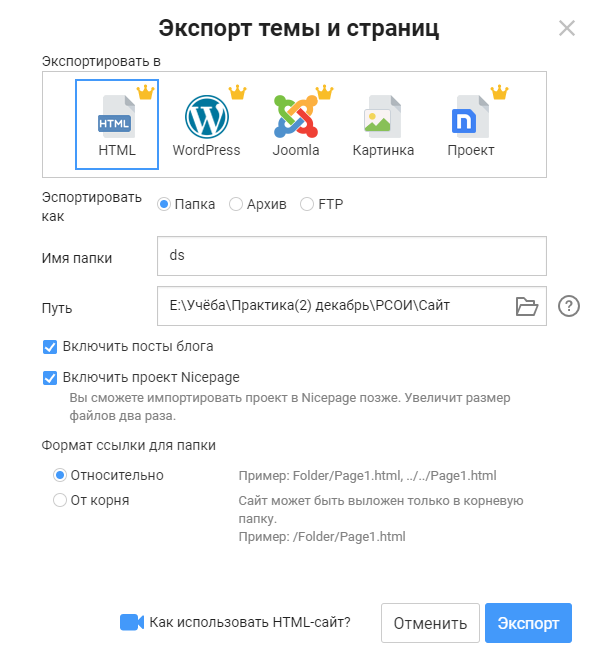 Экспорт темы и страниц
Экспортировать в
HTML
HTML
WordPress
Joomla
Картинка
n
Проект
Эспортировать
как
Папка
Архив
FTP
Имя папки
ds
Путь
E:\Учёба\Практика(2) декабрь\РСОИ\Сайт
?
Включить посты блога
Включить проект Nicepage
Вы сможете импортировать проект в Nicepage позже. Увеличит размер
файлов два раза.
Формат ссылки для папки
Относительно
Пример: Folder/Page1.html, ../../Page1.html
От корня
Сайт может быть выложен только в корневую
папку.
Пример: /Folder/Page1.html
Как использовать HTML-сайт?
Отменить
Экспорт